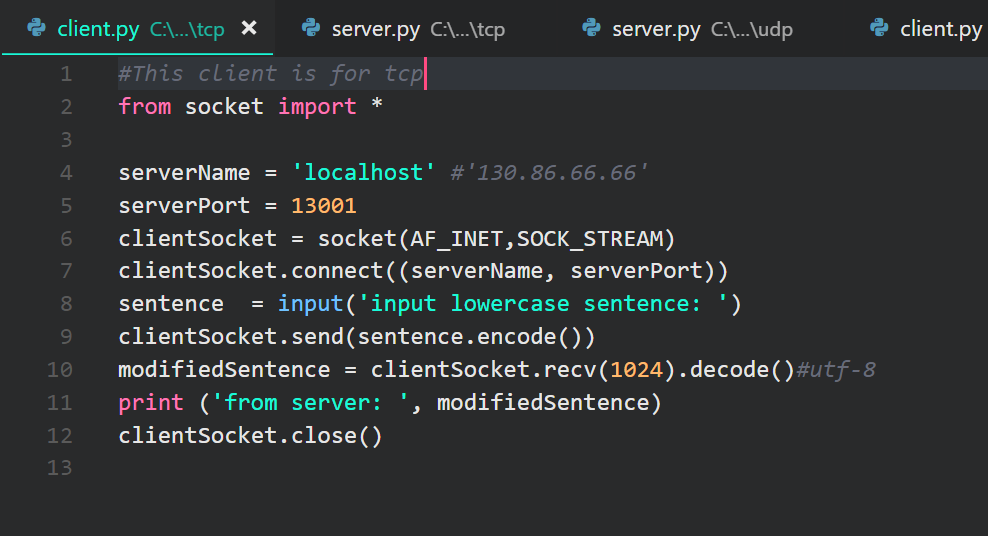 client.py C:\...\tcp × server.py C:\...\tcp server.py C:\...\udp client.py
1 #This client is for tcp
2 from socket import *
3
4 serverName = 'localhost' #'130.86.66.66'
5 serverPort = 13001
6 clientSocket = socket(AF_INET,SOCK_STREAM)
7 clientSocket.connect((serverName, serverPort))
8 sentence  = input('input lowercase sentence: ')
9 clientSocket.send(sentence.encode())
10 modifiedSentence = clientSocket.recv(1024).decode()#utf-8
11 print ('from server: ', modifiedSentence)
12 clientSocket.close()
13